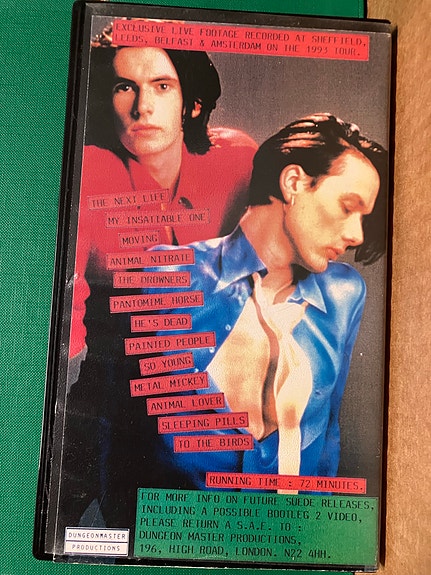 EXCLUSIVE LIVE FOOTAGE RECORDED AT SHEFFIELD,
LEEDS, BELFAST & AMSTERDAM ON THE 1993 TOUR.
THE NEXT LIFE
MY INSATIABLE ONE
MOVING
ANIMAL NITRATE
THE DROWNERS
PANTOMIME HORSE
HE'S DEAD
PAINTED PEOPLE
SO YOUNG
METAL MICKEY
ANIMAL LOVER
SLEEPING PILLS
TO THE BIRDS
RUNNING TIME : 72 MINUTES.
FOR MORE INFO ON FUTURE SUEDE RELEASES,
INCLUDING A POSSIBLE BOOTLEG 2 VIDEO,
PLEASE RETURN A S.A.E. TO :
DUNGEON MASTER PRODUCTIONS,
196, HIGH ROAD, LONDON. N22 4HH.
DUNGEONMASTER
PRODUCTIONS